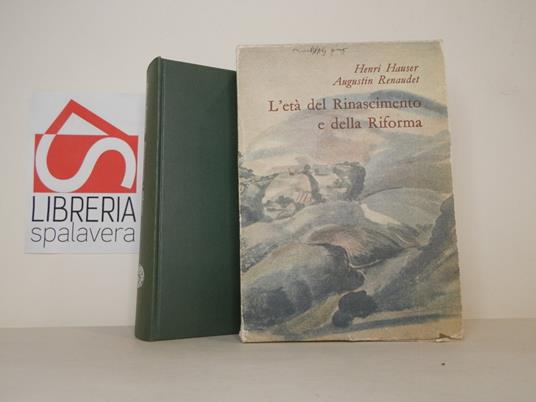 LIBRERIA
spalavera
Henri Hauser
Augustin Renaudet
L'età del Rinascimento
e della Riforma